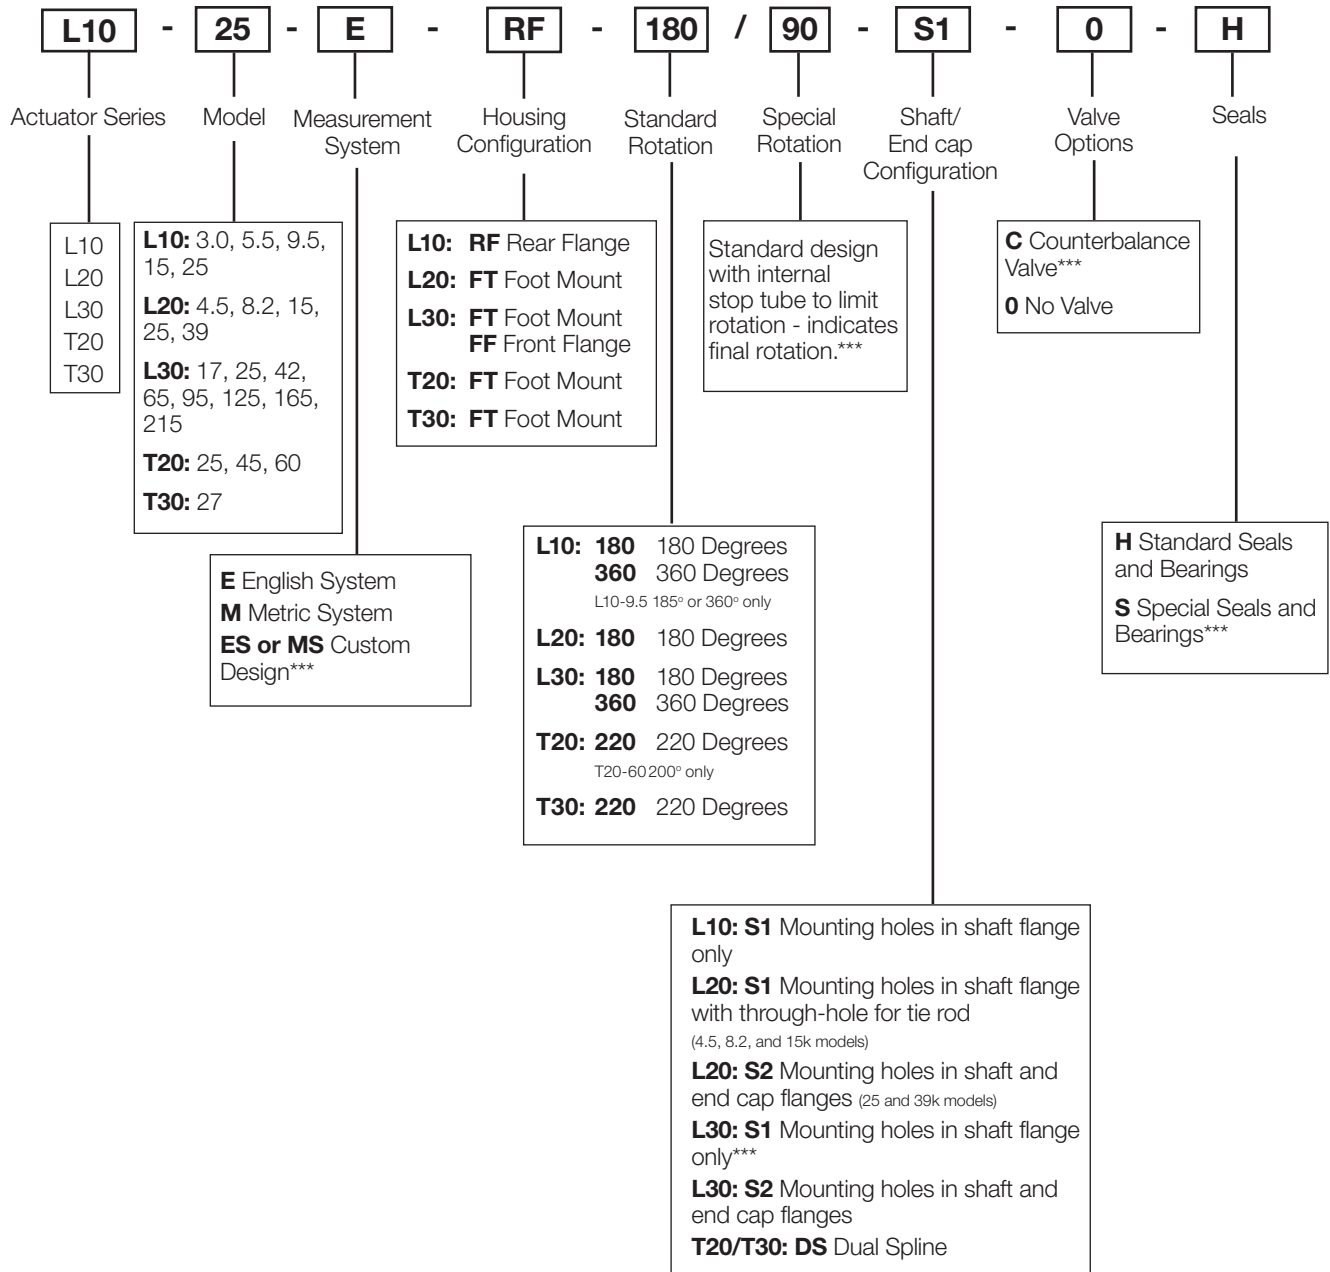 L10 - 25 - E - RF - 180 / 90 - S1 - 0 - H
Actuator Series
Model
Measurement
System
Housing
Configuration
Standard
Rotation
Special
Rotation
Shaft/
End cap
Configuration
Valve
Options
Seals
L10
L20
L30
T20
T30
L10: 3.0, 5.5, 9.5,
15, 25
L20: 4.5, 8.2, 15,
25, 39
L30: 17, 25, 42,
65, 95, 125, 165,
215
T20: 25, 45, 60
T30: 27
L10: RF Rear Flange
L20: FT Foot Mount
L30: FT Foot Mount
FF Front Flange
T20: FT Foot Mount
T30: FT Foot Mount
Standard design
with internal
stop tube to limit
rotation - indicates
final rotation.***
C Counterbalance
Valve***
0 No Valve
E English System
M Metric System
ES or MS Custom
Design***
L10: 180 180 Degrees
360 360 Degrees
L10-9.5 185º or 360º only
L20: 180 180 Degrees
L30: 180 180 Degrees
360 360 Degrees
T20: 220 220 Degrees
T20-60 200º only
T30: 220 220 Degrees
H Standard Seals
and Bearings
S Special Seals and
Bearings***
L10: S1 Mounting holes in shaft flange
only
L20: S1 Mounting holes in shaft flange
with through-hole for tie rod
(4.5, 8.2, and 15k models)
L20: S2 Mounting holes in shaft and
end cap flanges (25 and 39k models)
L30: S1 Mounting holes in shaft flange
only***
L30: S2 Mounting holes in shaft and
end cap flanges
T20/T30: DS Dual Spline